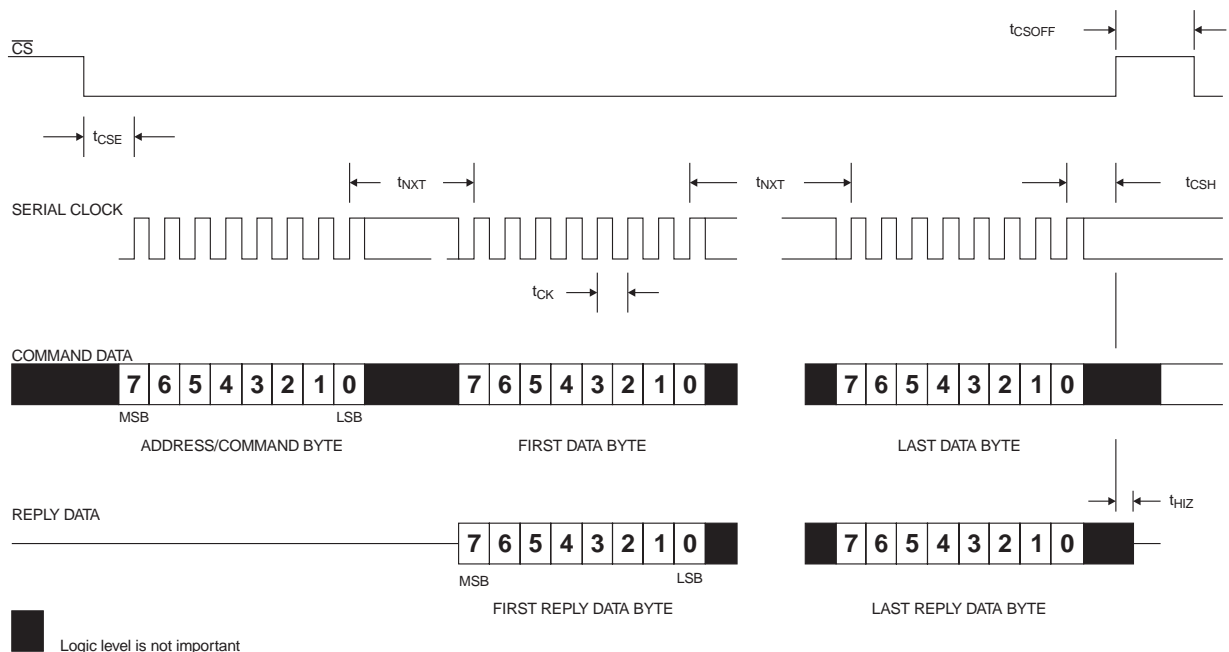 tCSOFF
CS
tCSE
tNXT
tNXT
tCSH
SERIAL CLOCK
tCK
COMMAND DATA
7 6 5 4 3 2 1 0
7 6 5 4 3 2 1 0
7 6 5 4 3 2 1 0
MSB
LSB
ADDRESS/COMMAND BYTE
FIRST DATA BYTE
LAST DATA BYTE
tHIZ
REPLY DATA
7 6 5 4 3 2 1 0
7 6 5 4 3 2 1 0
MSB
LSB
FIRST REPLY DATA BYTE
LAST REPLY DATA BYTE
Logic level is not important